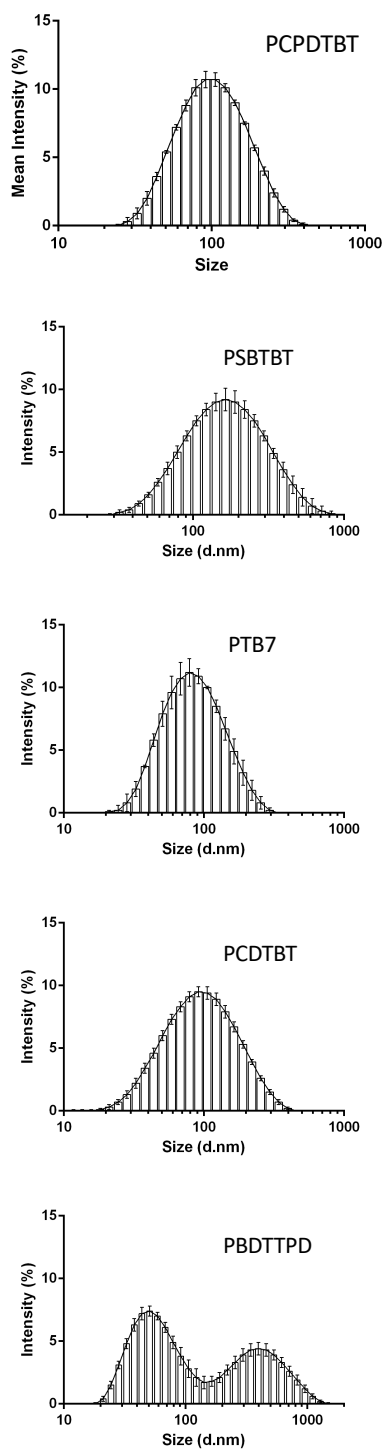 PCPDTBT
Mean Intensity (%)
15
10
5
0
10 100 1000
Size
PSBTBT
Intensity (%)
15
10
5
0
100 1000
Size (d.nm)
PTB7
Intensity (%)
15
10
5
0
10 100 1000
Size (d.nm)
PCDTBT
Intensity (%)
15
10
5
0
10 100 1000
Size (d.nm)
PBDTTPD
Intensity (%)
15
10
5
0
10 100 1000
Size (d.nm)